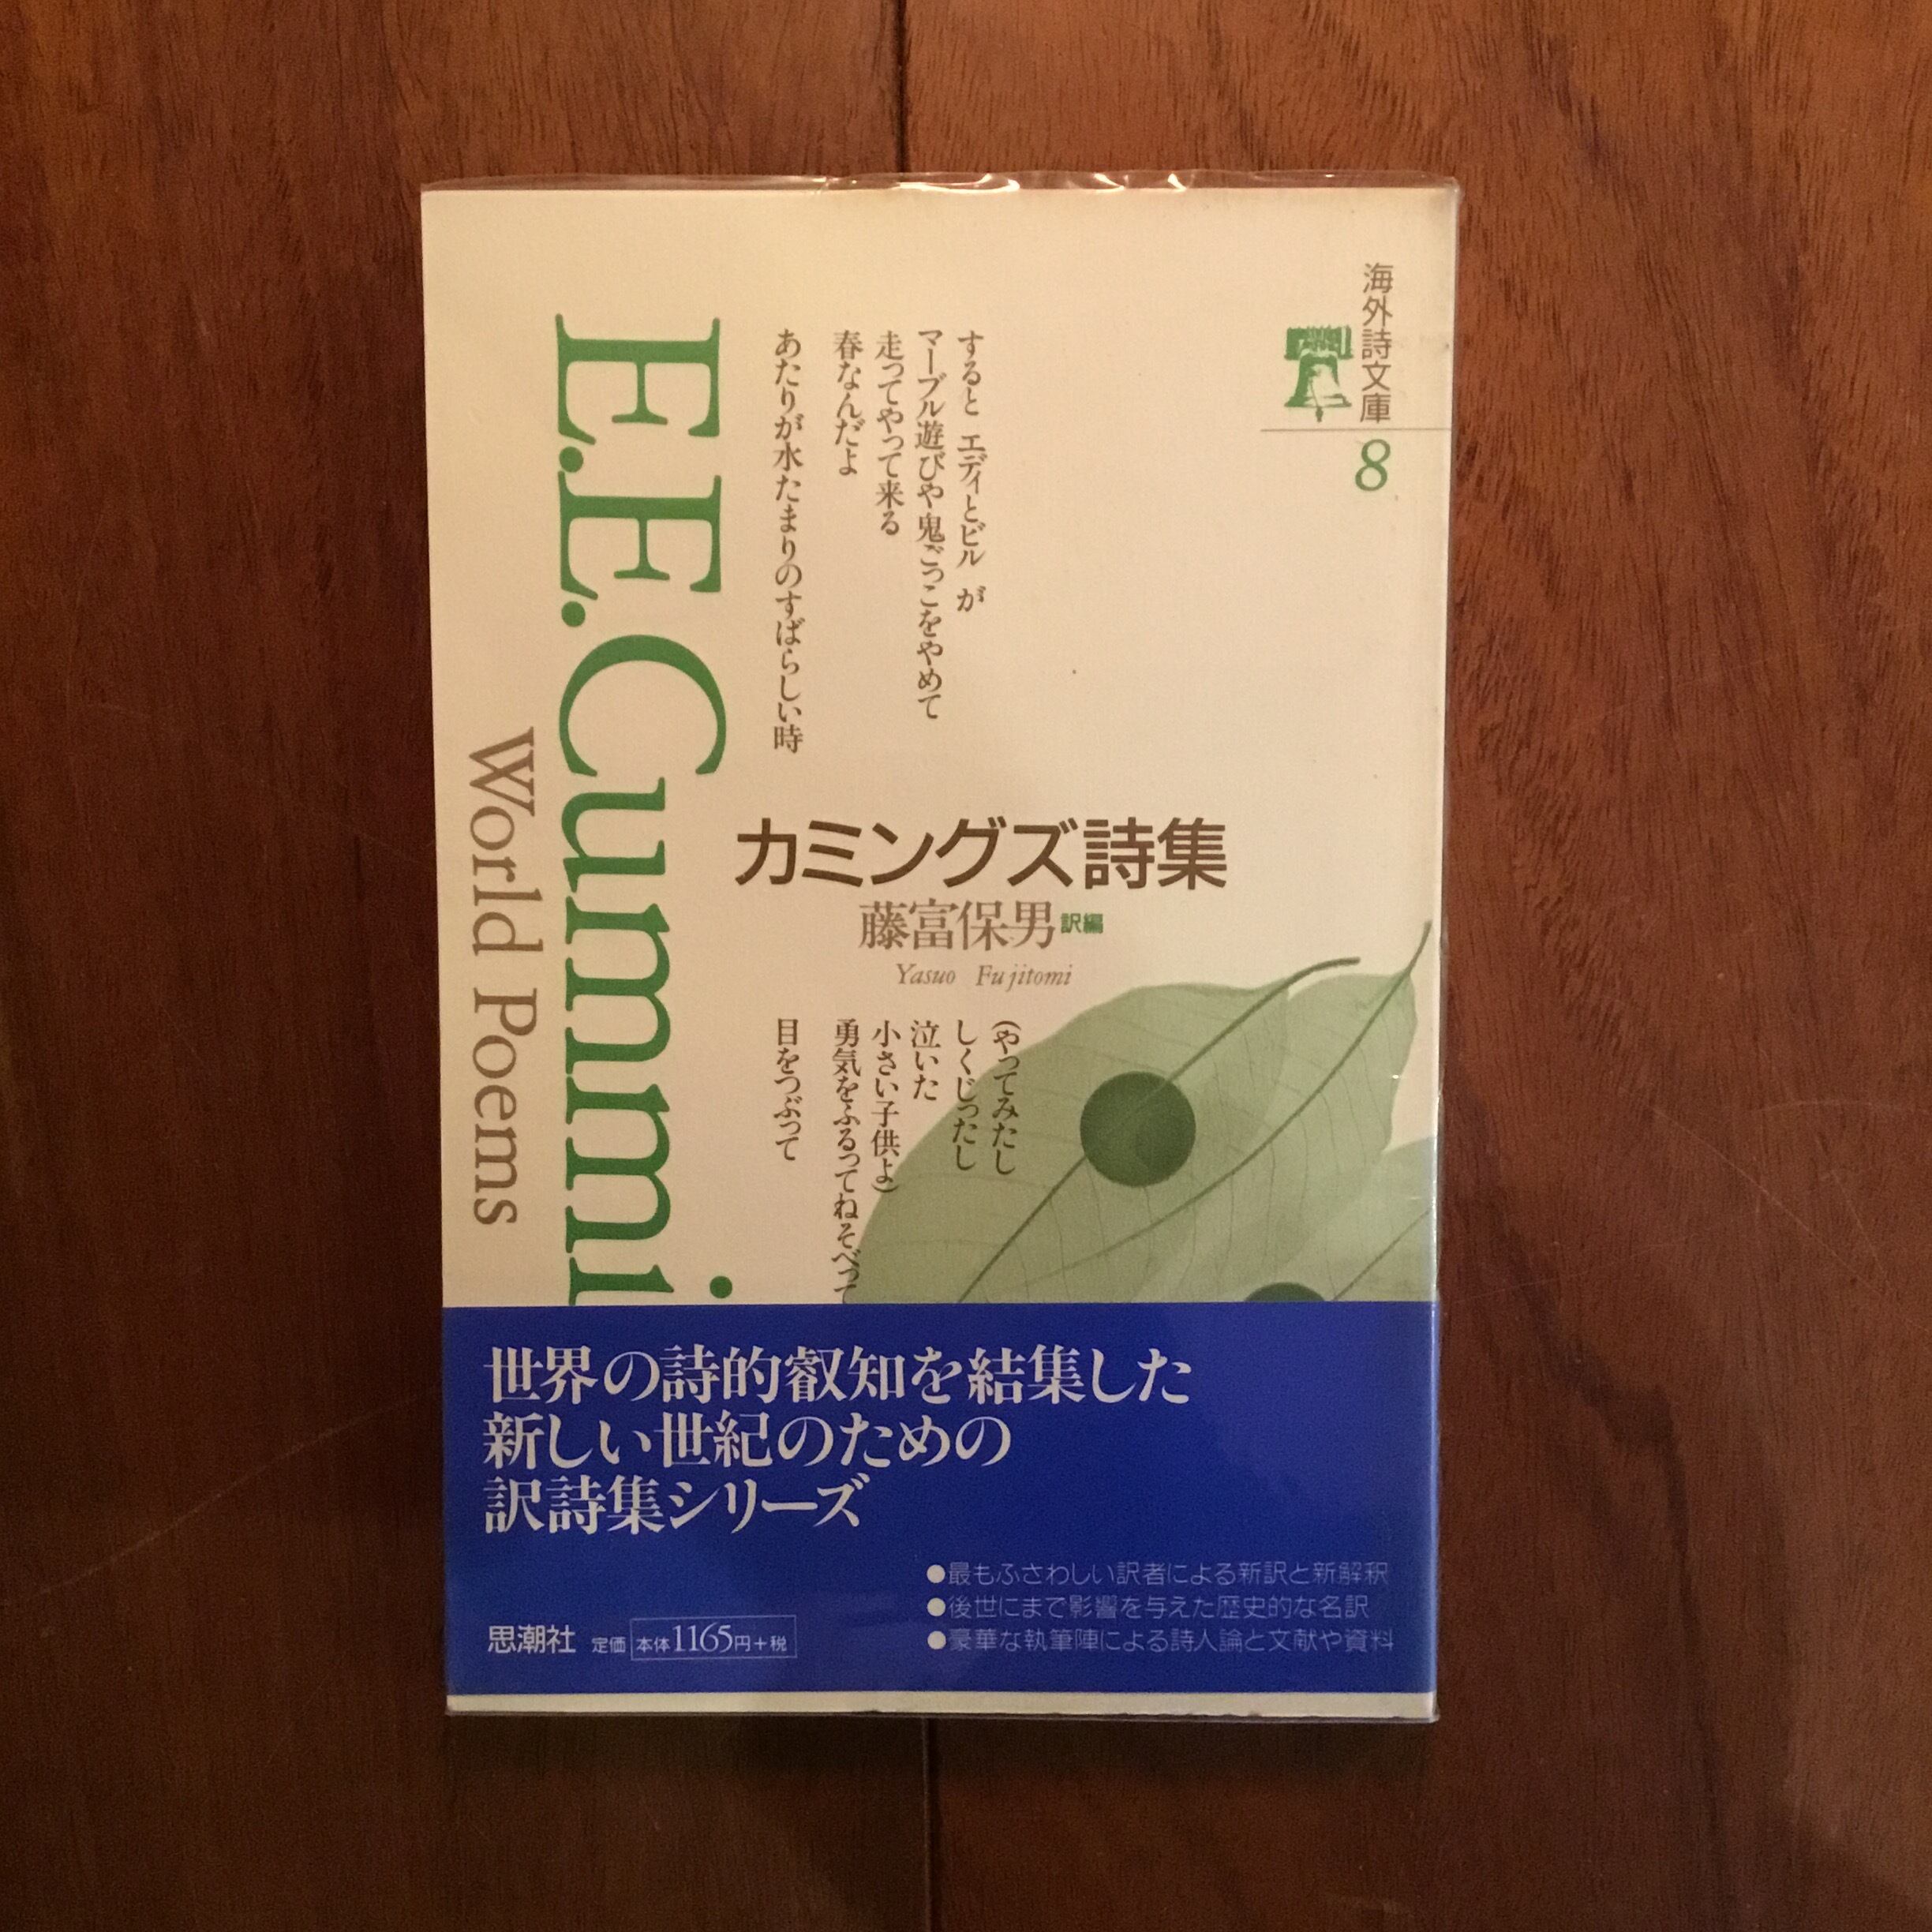 海外詩文庫
8
すると エディとビル が
マーブル遊びや鬼ごっこをやめて
走ってやって来る
春なんだよ
あたりが水たまりのすばらしい時
E.E.Cummi
World Poems
カミングズ詩集
藤富保男 訳編
Yasuo Fujitomi
(やってみたし
しくじったし
泣いた
小さい子供よ)
勇気をふるってねそべって
目をつぶって
世界の詩的叡知を結集した
新しい世紀のための
訳詩集シリーズ
●最もふさわしい訳者による新訳と新解釈
●後世にまで影響を与えた歴史的な名訳
●豪華な執筆陣による詩人論と文献や資料
思潮社 定価 本体1165円+税